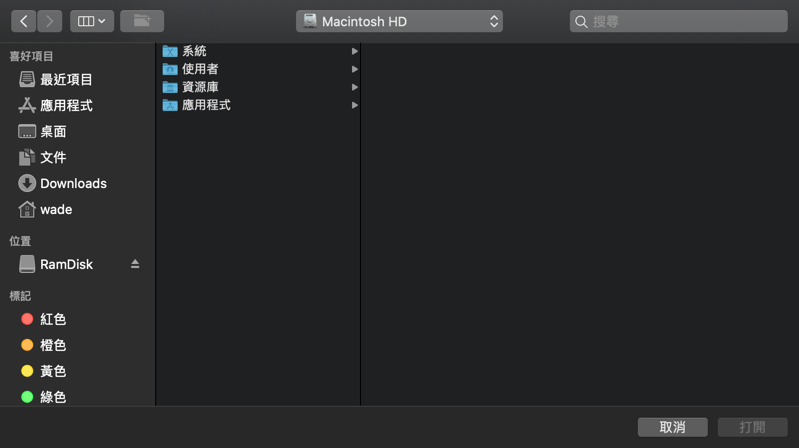 Macintosh HD
搜尋
喜好項目
最近項目
應用程式
桌面
文件
Downloads
wade
位置
RamDisk
標記
紅色
橙色
黃色
綠色
系統
使用者
資源庫
應用程式
取消
打開